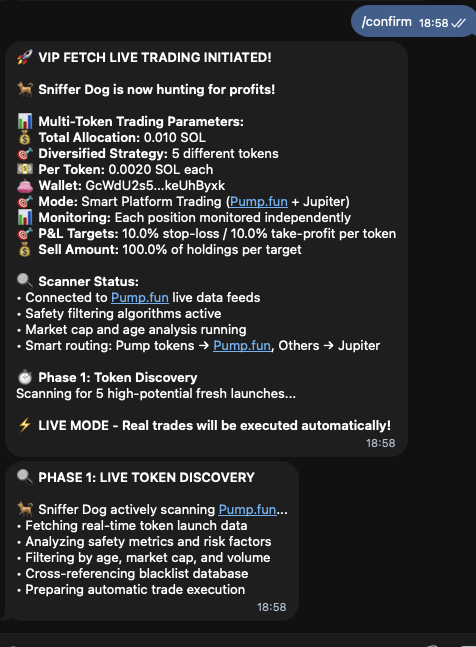 /confirm 18:58
🚀 VIP FETCH LIVE TRADING INITIATED!
🐕 Sniffer Dog is now hunting for profits!
📊 Multi-Token Trading Parameters:
💰 Total Allocation: 0.010 SOL
🎯 Diversified Strategy: 5 different tokens
💵 Per Token: 0.0020 SOL each
👛 Wallet: GcWdU2s5...keUhByxk
🎯 Mode: Smart Platform Trading (Pump.fun + Jupiter)
📊 Monitoring: Each position monitored independently
🎯 P&L Targets: 10.0% stop-loss / 10.0% take-profit per token
💰 Sell Amount: 100.0% of holdings per target
🔍 Scanner Status:
• Connected to Pump.fun live data feeds
• Safety filtering algorithms active
• Market cap and age analysis running
• Smart routing: Pump tokens → Pump.fun, Others → Jupiter
⏱️ Phase 1: Token Discovery
Scanning for 5 high-potential fresh launches...
⚡ LIVE MODE - Real trades will be executed automatically!
18:58
🔍 PHASE 1: LIVE TOKEN DISCOVERY
🐕 Sniffer Dog actively scanning Pump.fun...
• Fetching real-time token launch data
• Analyzing safety metrics and risk factors
• Filtering by age, market cap, and volume
• Cross-referencing blacklist database
• Preparing automatic trade execution
18:58